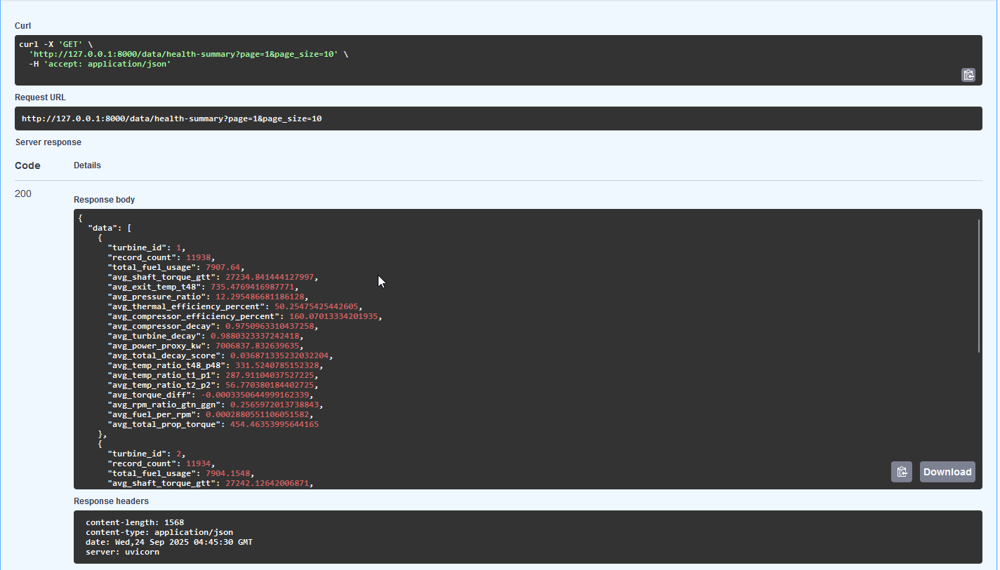 Curl
curl -X 'GET' \
  'http://127.0.0.1:8000/data/health-summary?page=1&page_size=10' \
  -H 'accept: application/json'
Request URL
http://127.0.0.1:8000/data/health-summary?page=1&page_size=10
Server response
Code Details
200
Response body
{
  "data": [
    {
      "turbine_id": 1,
      "record_count": 11938,
      "total_fuel_usage": 7907.64,
      "avg_shaft_torque_gtt": 27234.841444127997,
      "avg_exit_temp_t48": 735.4769416987771,
      "avg_pressure_ratio": 12.295486681186128,
      "avg_thermal_efficiency_percent": 50.25475425442605,
      "avg_compressor_efficiency_percent": 160.07013334201935,
      "avg_compressor_decay": 0.9750963310437258,
      "avg_turbine_decay": 0.9880323337242418,
      "avg_power_proxy_kw": 7006837.832639635,
      "avg_total_decay_score": 0.036871335232032204,
      "avg_temp_ratio_t48_p48": 331.5240785152328,
      "avg_temp_ratio_t1_p1": 287.91104037527225,
      "avg_temp_ratio_t2_p2": 56.770380184402725,
      "avg_torque_diff": -0.0003350644999162339,
      "avg_rpm_ratio_gtn_ggn": 0.2565972013738843,
      "avg_fuel_per_rpm": 0.0002880551106051582,
      "avg_total_prop_torque": 454.46353995644165
    },
    {
      "turbine_id": 2,
      "record_count": 11934,
      "total_fuel_usage": 7904.1548,
      "avg_shaft_torque_gtt": 27242.12642006871,
Download
Response headers
content-length: 1568
content-type: application/json
date: Wed,24 Sep 2025 04:45:30 GMT
server: uvicorn